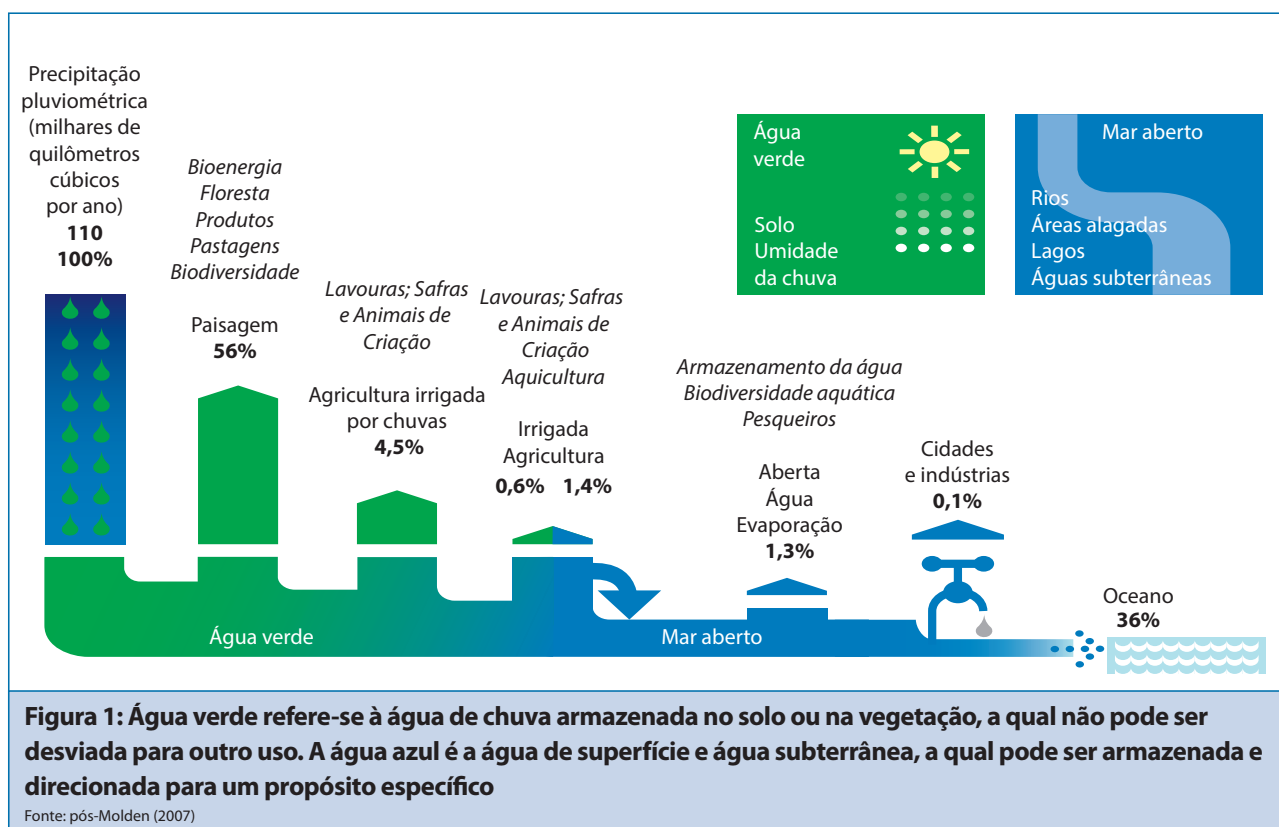 Precipitação
pluviométrica
(milhares de
quilômetros
cúbicos
por ano)
110
100%
Bioenergia
Floresta
Produtos
Pastagens
Biodiversidade
Paisagem
56%
Lavouras; Safras
e Animais de
Criação
Agricultura irrigada
por chuvas
4,5%
Lavouras; Safras
e Animais de
Criação
Aquicultura
Irrigada
Agricultura
0,6% 1,4%
Armazenamento da água
Biodiversidade aquática
Pesqueiros
Aberta
Água
Evaporação
1,3%
Cidades
e indústrias
0,1%
Oceano
36%
Água
verde
Solo
Umidade
da chuva
Mar aberto
Rios
Áreas alagadas
Lagos
Águas subterrâneas
Água verde
Mar aberto
Figura 1: Água verde refere-se à água de chuva armazenada no solo ou na vegetação, a qual não pode ser
desviada para outro uso. A água azul é a água de superfície e água subterrânea, a qual pode ser armazenada e
direcionada para um propósito específico
Fonte: pós-Molden (2007)